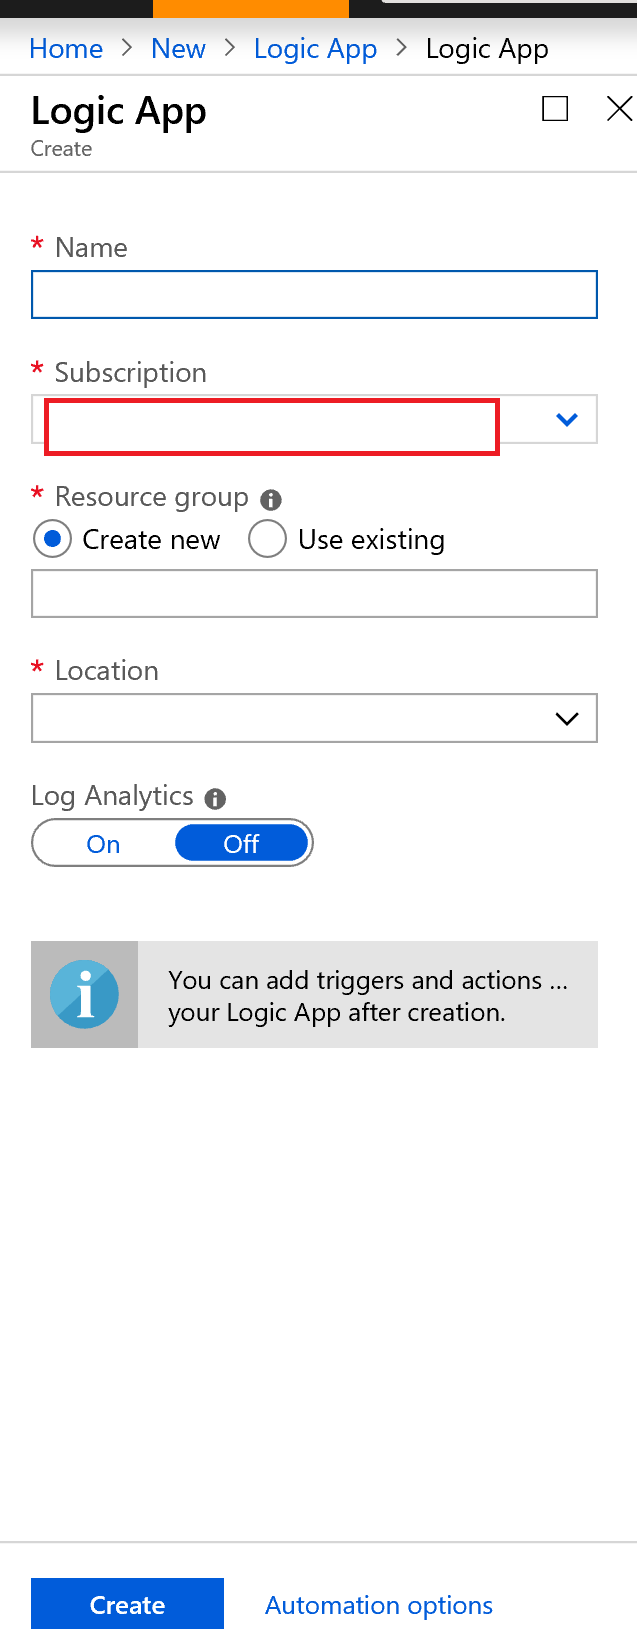 Home > New > Logic App > Logic App
Logic App
Create
* Name
* Subscription
* Resource group
Create new Use existing
* Location
Log Analytics
On Off
You can add triggers and actions ...
your Logic App after creation.
Create Automation options